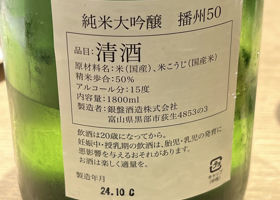 純米大吟醸 播州50
品目:清酒
原材料名:米(国産)、米こうじ(国産米)
精米歩合:50%
アルコール分:15度
内容量:1800ml
製造者:銀盤酒造株式会社
富山県黒部市荻生4853の3
飲酒は20歳になってから。
妊娠中・授乳期の飲酒は、胎児・乳児の発育に
悪影響を与えるおそれがあります。
お酒は楽しく適量を。
製造年月
24.10 C